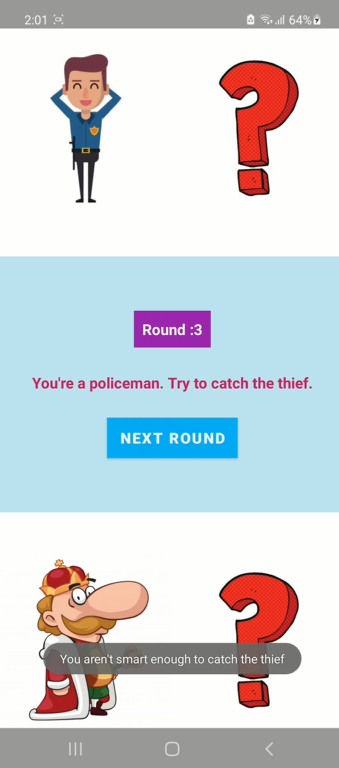 2:01 64%
Round :3
You're a policeman. Try to catch the thief.
NEXT ROUND
You aren't smart enough to catch the thief